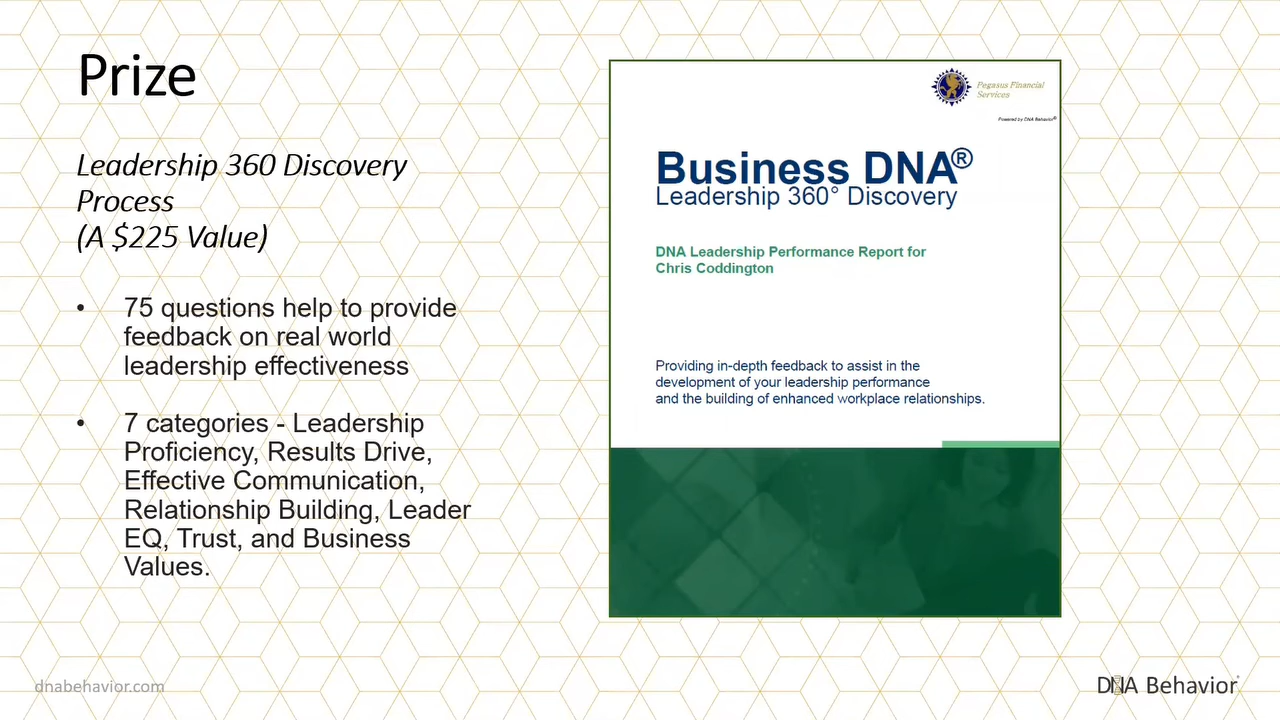 Prize
Leadership 360 Discovery
Process
(A $225 Value)
• 75 questions help to provide
feedback on real world
leadership effectiveness
• 7 categories - Leadership
Proficiency, Results Drive,
Effective Communication,
Relationship Building, Leader
EQ, Trust, and Business
Values.
Pegasus Financial
Services
Powered by DNA Behavior®
Business DNA®
Leadership 360° Discovery
DNA Leadership Performance Report for
Chris Coddington
Providing in-depth feedback to assist in the
development of your leadership performance
and the building of enhanced workplace relationships.
dnabehavior.com
DNA Behavior